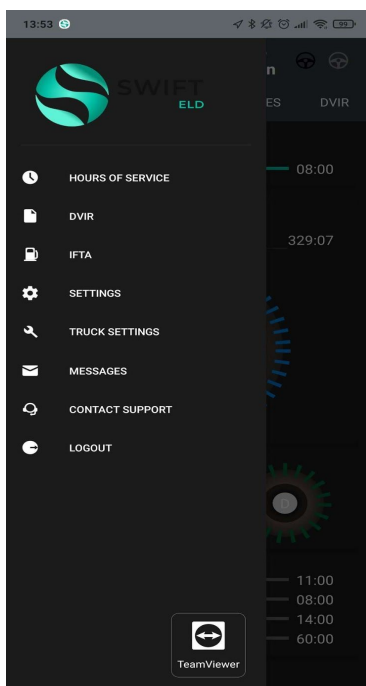 13:53
99
SWIFT
ELD
n
ES DVIR
HOURS OF SERVICE
08:00
DVIR
329:07
IFTA
SETTINGS
TRUCK SETTINGS
MESSAGES
CONTACT SUPPORT
LOGOUT
D
11:00
08:00
14:00
60:00
TeamViewer